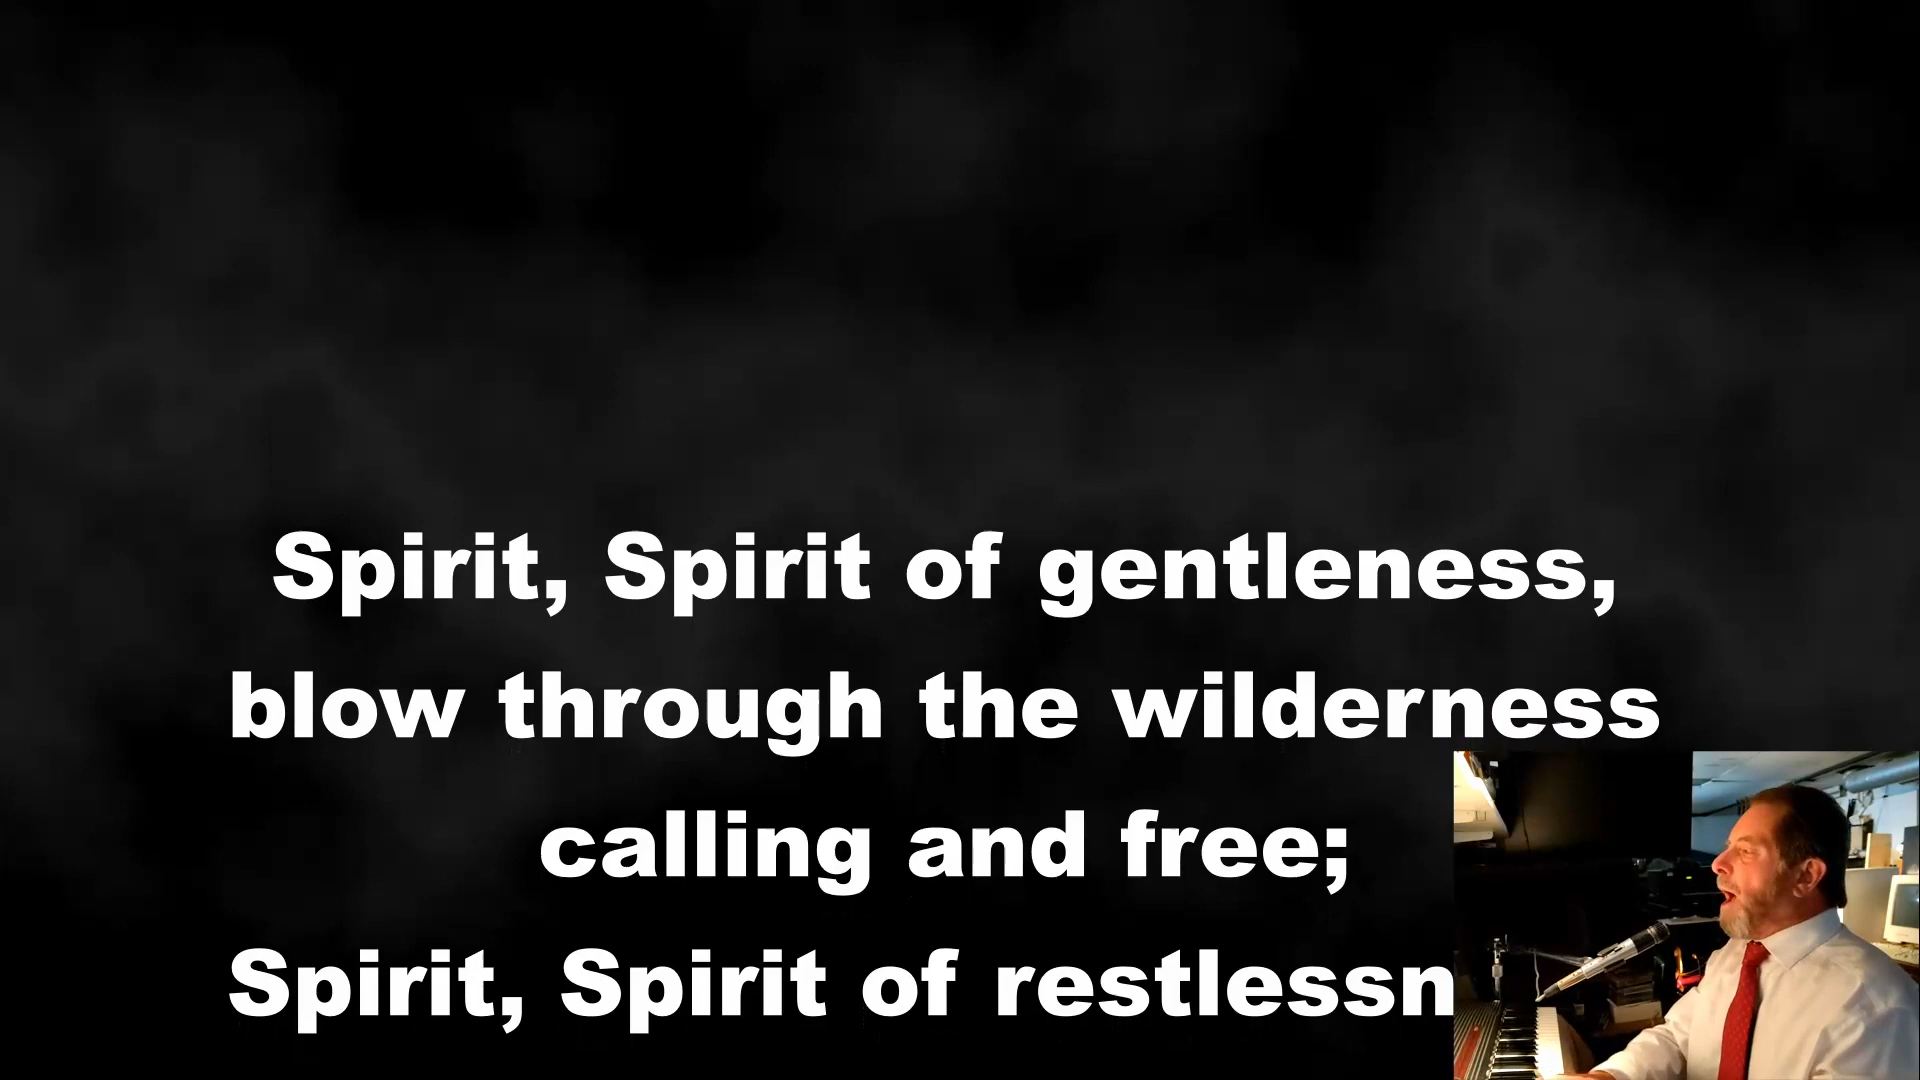 Spirit, Spirit of gentleness,
blow through the wilderness
calling and free;
Spirit, Spirit of restlessn